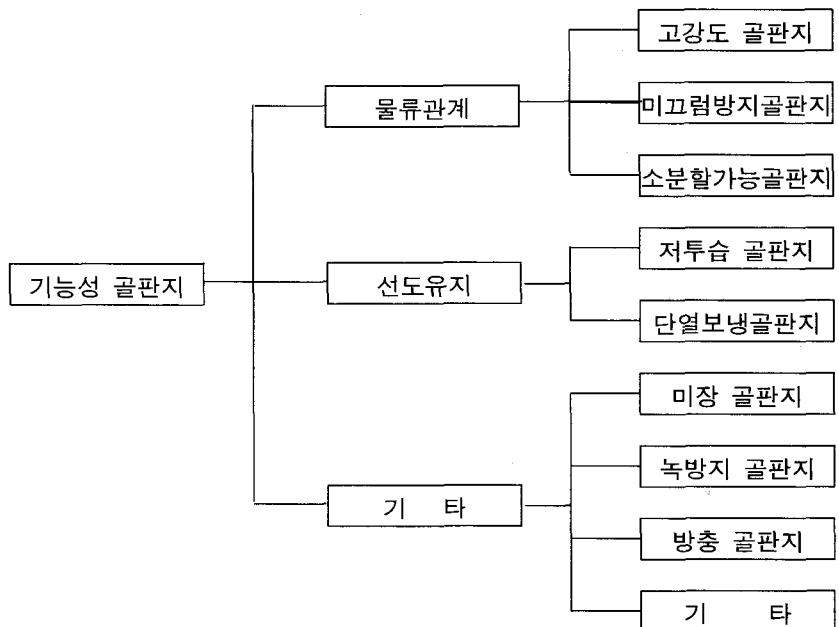 기능성 골판지
물류관계
고강도 골판지
미끄럼방지골판지
소분할가능골판지
선도유지
저투습 골판지
단열보냉골판지
기 타
미장 골판지
녹방지 골판지
방충 골판지
기 타